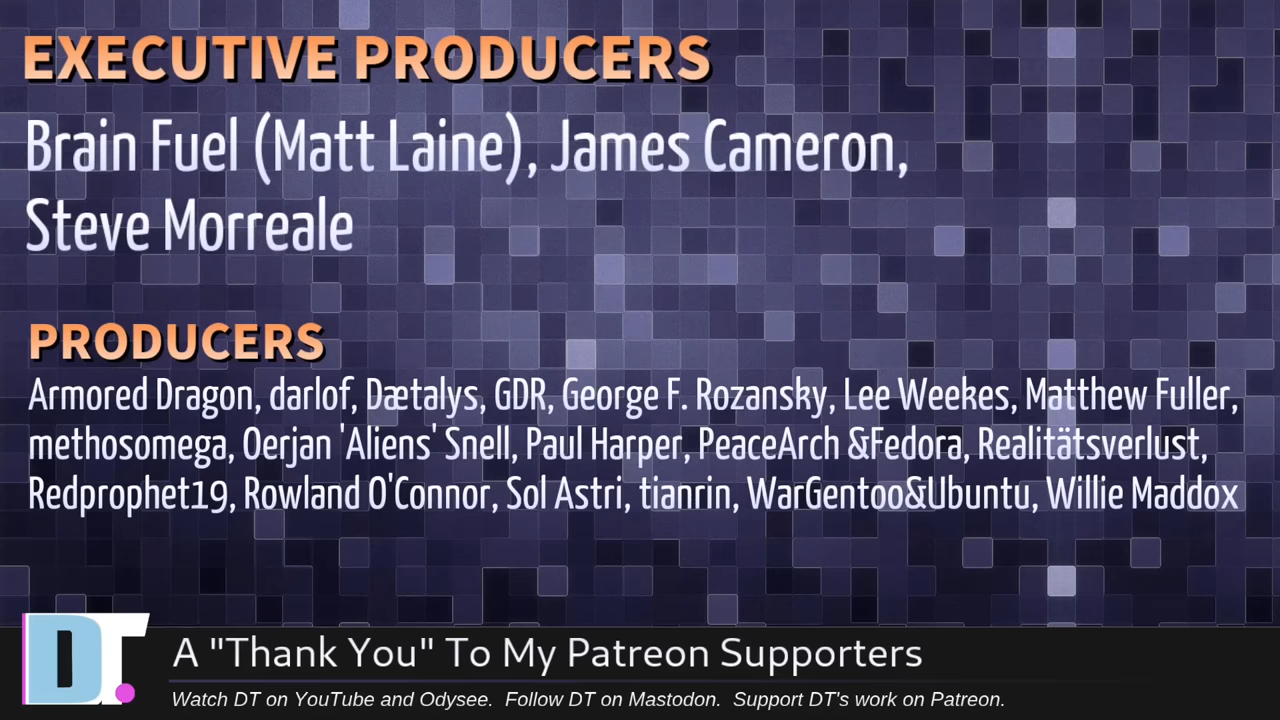 EXECUTIVE PRODUCERS
Brain Fuel (Matt Laine), James Cameron,
Steve Morreale
PRODUCERS
Armored Dragon, darlof, Dætalys, GDR, George F. Rozansky, Lee Weekes, Matthew Fuller,
methosomega, Oerjan 'Aliens' Snell, Paul Harper, PeaceArch &Fedora, Realitätsverlust,
Redprophet19, Rowland O'Connor, Sol Astri, tianrin, WarGentoo&Ubuntu, Willie Maddox
DT
A "Thank You" To My Patreon Supporters
Watch DT on YouTube and Odysee. Follow DT on Mastodon. Support DT's work on Patreon.